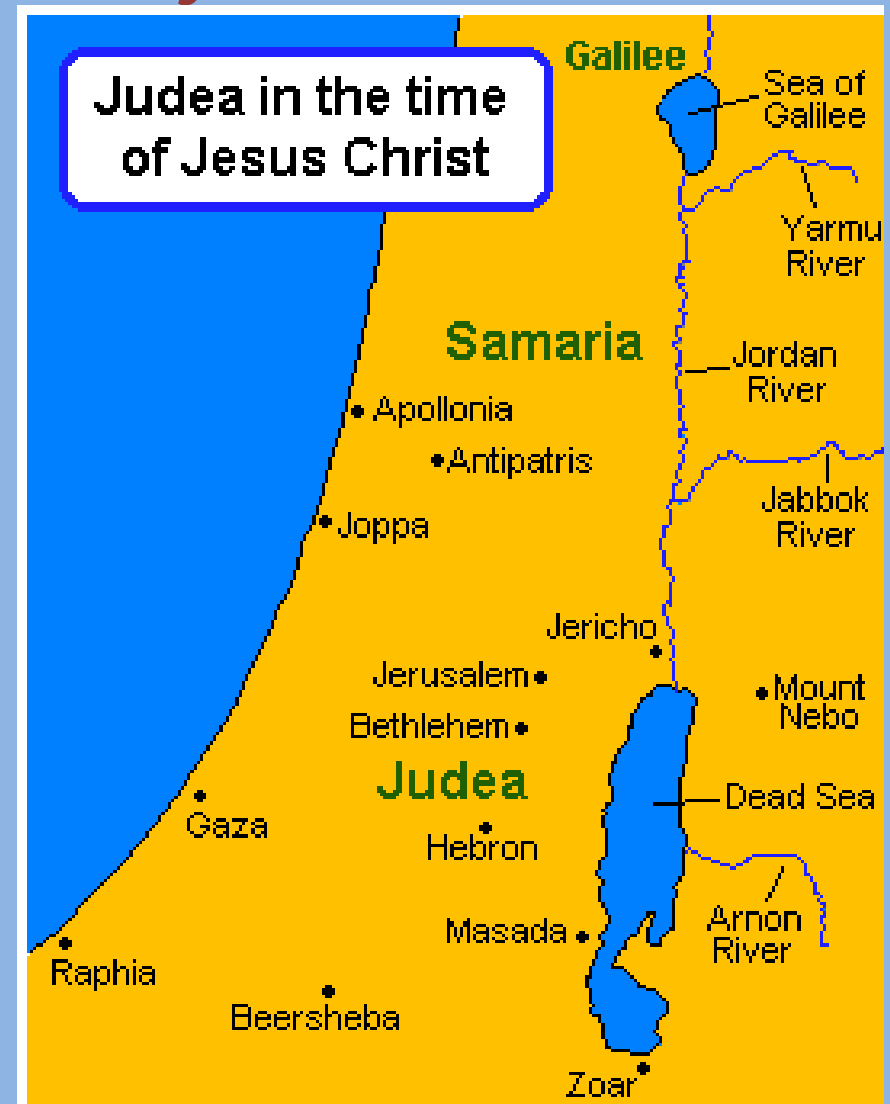 Judea in the time
of Jesus Christ
Galilee
Sea of
Galilee
Yarmu
River
Samaria
Jordan
River
Apollonia
Antipatris
Jabbok
River
Joppa
Jericho
Jerusalem
Mount
Nebo
Bethlehem
Judea
Dead Sea
Gaza
Hebron
Arnon
River
Masada
Raphia
Beersheba
Zoar